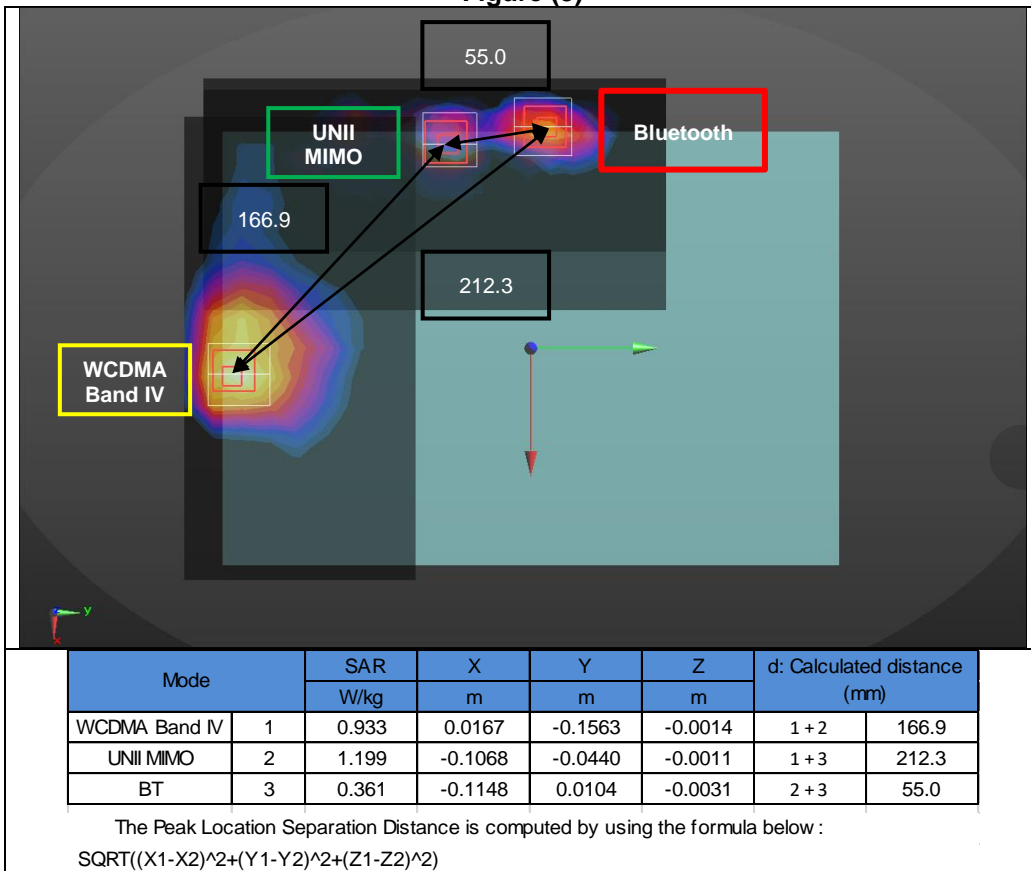 55.0
UNII
MIMO
Bluetooth
166.9
212.3
WCDMA
Band IV
y
x
Mode SAR X Y Z d: Calculated distance
(mm)
W/kg m m m
WCDMA Band IV 1 0.933 0.0167 -0.1563 -0.0014 1 + 2 166.9
UNII MIMO 2 1.199 -0.1068 -0.0440 -0.0011 1 + 3 212.3
BT 3 0.361 -0.1148 0.0104 -0.0031 2 + 3 55.0
The Peak Location Separation Distance is computed by using the formula below :
SQRT((X1-X2)^2+(Y1-Y2)^2+(Z1-Z2)^2)